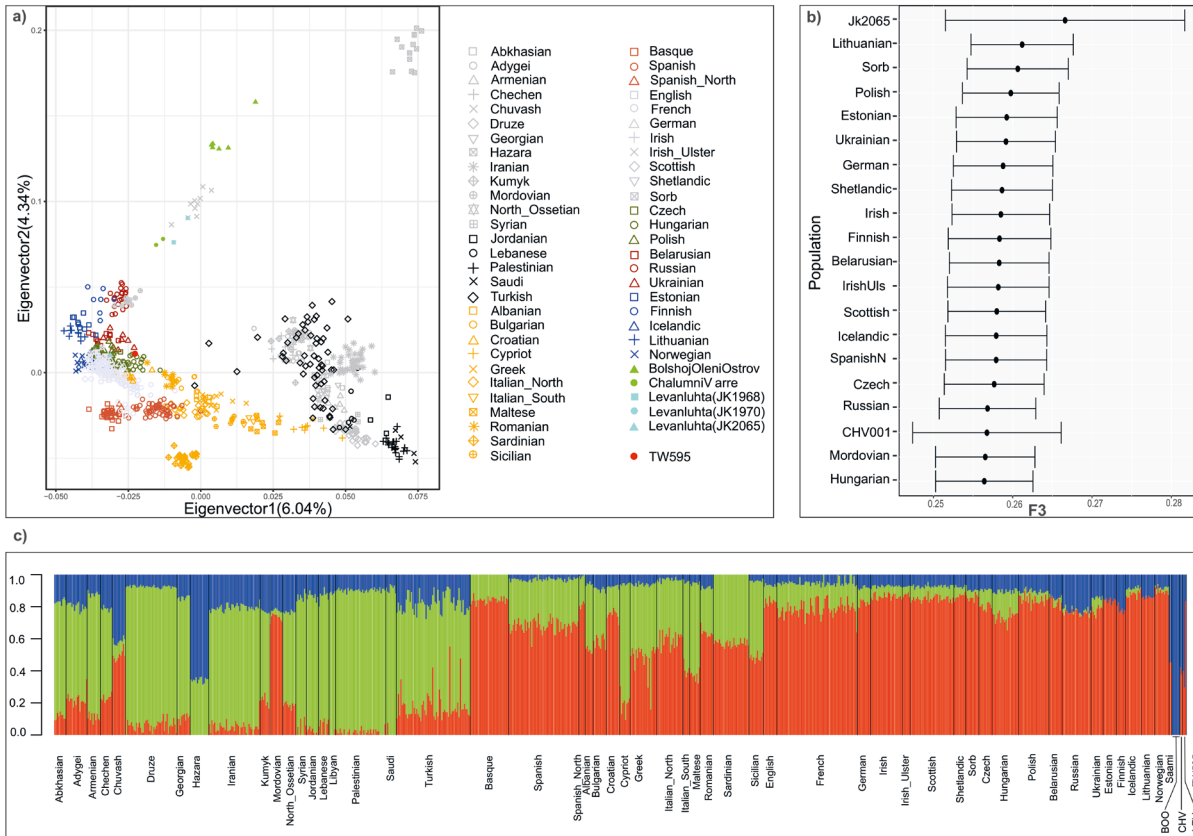 a)
Eigenvector2(4.34%)
0.2
0.1
0.0
−0.050
−0.025
0.000
0.025
0.050
0.075
Eigenvector1(6.04%)
Abkhasian
Adygei
Armenian
Chechen
Chuvash
Druze
Georgian
Hazara
Iranian
Kumyk
Mordovian
North_Ossetian
Syrian
Jordanian
Lebanese
Palestinian
Saudi
Turkish
Albanian
Bulgarian
Croatian
Cypriot
Greek
Italian_North
Italian_South
Maltese
Romanian
Sardinian
Sicilian
Basque
Spanish
Spanish_North
English
French
German
Irish
Irish_Ulster
Scottish
Shetlandic
Sorb
Czech
Hungarian
Polish
Belarusian
Russian
Ukrainian
Estonian
Finnish
Icelandic
Lithuanian
Norwegian
BolshojOleniOstrov
ChalumniV arre
Levanluhta(JK1968)
Levanluhta(JK1970)
Levanluhta(JK2065)
TW595
b)
Population
Jk2065
Lithuanian
Sorb
Polish
Estonian
Ukrainian
German
Shetlandic
Irish
Finnish
Belarusian
IrishUls
Scottish
Icelandic
SpanishN
Czech
Russian
CHV001
Mordovian
Hungarian
0.25
0.26
0.27
0.28
F3
c)
1.0
0.8
0.6
0.4
0.2
0.0
Abkhasian
Adygei
Armenian
Chechen
Chuvash
Druze
Georgian
Hazara
Iranian
Kumyk
Mordovian
North_Ossetian
Syrian
Jordanian
Lebanese
Libyan
Palestinian
Saudi
Turkish
Basque
Spanish
Spanish_North
Albanian
Bulgarian
Croatian
Cypriot
Greek
Italian_North
Italian_South
Maltese
Romanian
Sardinian
Sicilian
English
French
German
Irish
Irish_Ulster
Scottish
Shetlandic
Sorb
Czech
Hungarian
Polish
Belarusian
Russian
Ukrainian
Estonian
Finnish
Icelandic
Lithuanian
Norwegian
Saami
BOO
CHV